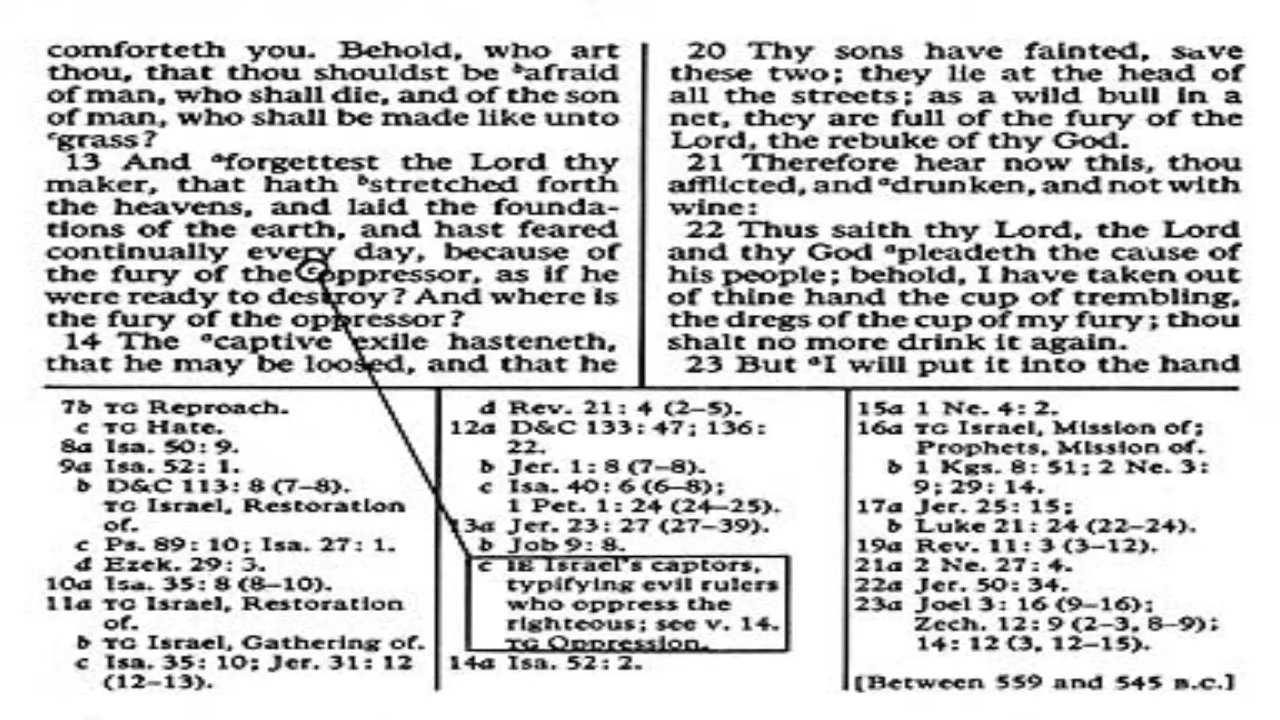 comforteth you. Behold, who art
thou, that thou shouldst be ᵇafraid
of man, who shall die, and of the son
of man, who shall be made like unto
ᶜgrass?
13 And ᵃforgettest the Lord thy
maker, that hath ᵇstretched forth
the heavens, and laid the founda-
tions of the earth, and hast feared
continually every day, because of
the fury of the ᶜoppressor, as if he
were ready to destroy? And where is
the fury of the oppressor?
14 The ᵃcaptive exile hasteneth,
that he may be loosed, and that he
20 Thy sons have fainted, save
these two; they lie at the head of
all the streets; as a wild bull in a
net, they are full of the fury of the
Lord, the rebuke of thy God.
21 Therefore hear now this, thou
afflicted, and ᵃdrunken, and not with
wine:
22 Thus saith thy Lord, the Lord
and thy God ᵃpleadeth the cause of
his people; behold, I have taken out
of thine hand the cup of trembling,
the dregs of the cup of my fury; thou
shalt no more drink it again.
23 But ᵃI will put it into the hand
7b TG Reproach.
c TG Hate.
8a Isa. 50: 9.
9a Isa. 52: 1.
b D&C 113: 8 (7–8).
TG Israel, Restoration
of.
c Ps. 89: 10; Isa. 27: 1.
d Ezek. 29: 3.
10a Isa. 35: 8 (8–10).
11a TG Israel, Restoration
of.
b TG Israel, Gathering of.
c Isa. 35: 10; Jer. 31: 12
(12–13).
d Rev. 21: 4 (2–5).
12a D&C 133: 47; 136:
22.
b Jer. 1: 8 (7–8).
c Isa. 40: 6 (6–8);
1 Pet. 1: 24 (24–25).
13a Jer. 23: 27 (27–39).
b Job 9: 8.
c IE Israel's captors,
typifying evil rulers
who oppress the
righteous; see v. 14.
TG Oppression.
14a Isa. 52: 2.
15a 1 Ne. 4: 2.
16a TG Israel, Mission of;
Prophets, Mission of.
b 1 Kgs. 8: 51; 2 Ne. 3:
9; 29: 14.
17a Jer. 25: 15;
b Luke 21: 24 (22–24).
19a Rev. 11: 3 (3–12).
21a 2 Ne. 27: 4.
22a Jer. 50: 34.
23a Joel 3: 16 (9–16);
Zech. 12: 9 (2–3, 8–9);
14: 12 (3, 12–15).
[Between 559 and 545 B.C.]